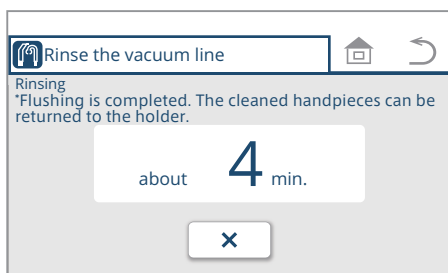 Rinse the vacuum line
Rinsing
*Flushing is completed. The cleaned handpieces can be
returned to the holder.
about 4 min.